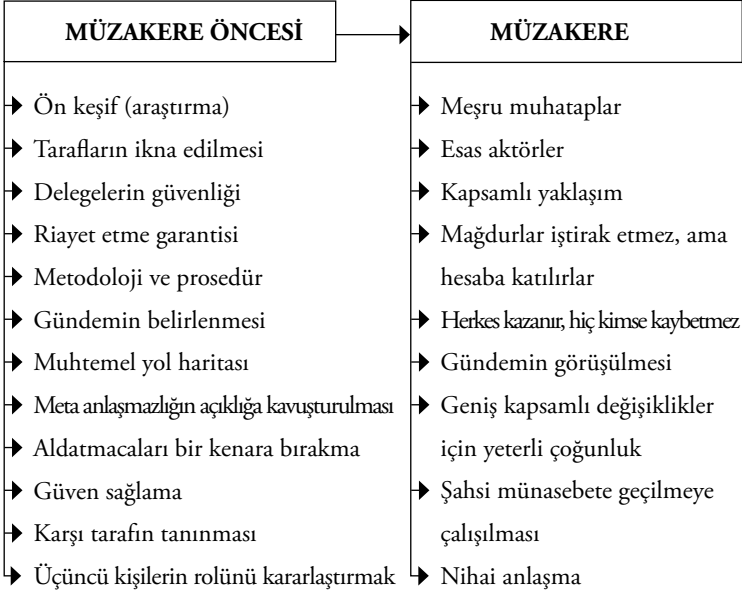 MÜZAKERE ÖNCESİ
Ön keşif (araştırma)
Tarafların ikna edilmesi
Delegelerin güvenliği
Riayet etme garantisi
Metodoloji ve prosedür
Gündemin belirlenmesi
Muhtemel yol haritası
Meta anlaşmazlığın açıklığa kavuşturulması
Aldatmacaları bir kenara bırakma
Güven sağlama
Karşı tarafın tanınması
Üçüncü kişilerin rolünü kararlaştırmak
MÜZAKERE
Meşru muhataplar
Esas aktörler
Kapsamlı yaklaşım
Mağdurlar iştirak etmez, ama
hesaba katılırlar
Herkes kazanır, hiç kimse kaybetmez
Gündemin görüşülmesi
Geniş kapsamlı değişiklikler
için yeterli çoğunluk
Şahsi münasebete geçilmeye
çalışılması
Nihai anlaşma